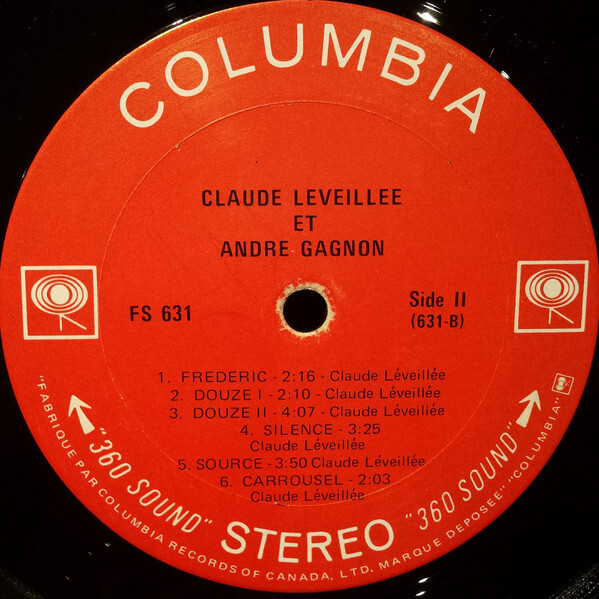 COLUMBIA
CLAUDE LEVEILLEE
ET
ANDRE GAGNON
FS 631
Side II
(631-B)
1. FREDERIC - 2:16 - Claude Léveillée
2. DOUZE I - 2:10 - Claude Léveillée
3. DOUZE II - 4:07 - Claude Léveillée
4. SILENCE - 3:25
Claude Léveillée
5. SOURCE - 3:50 Claude Léveillée
6. CARROUSEL - 2:03
Claude Léveillée
"360 SOUND" STEREO "360 SOUND"
"FABRIQUE PAR COLUMBIA RECORDS OF CANADA, LTD. MARQUE DEPOSEE" "COLUMBIA"